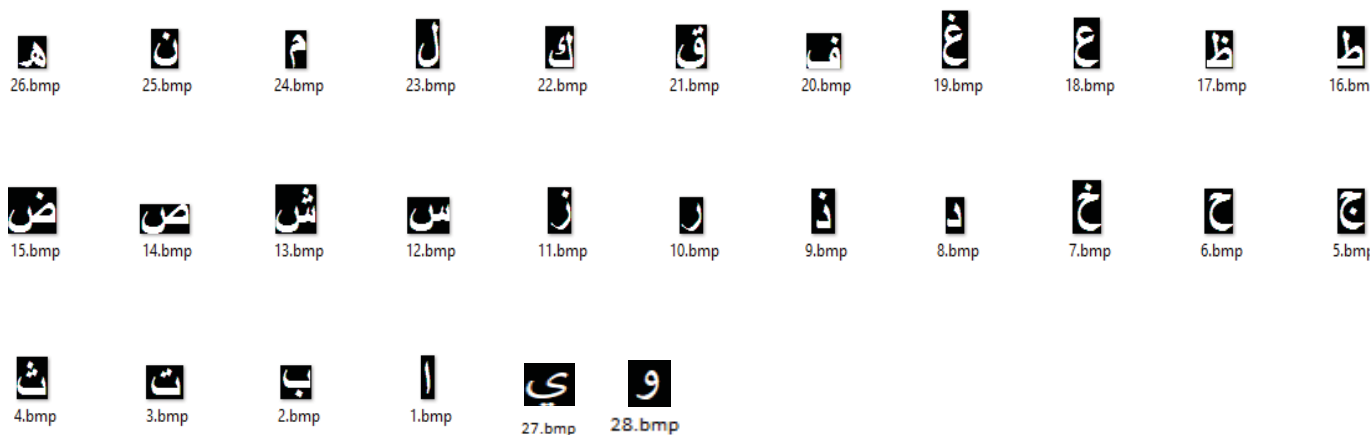 ط ظ ع غ ف ق ك ل م ن هـ
26.bmp 25.bmp 24.bmp 23.bmp 22.bmp 21.bmp 20.bmp 19.bmp 18.bmp 17.bmp 16.bm
ج ح خ د ذ ر ز س ش ص ض
15.bmp 14.bmp 13.bmp 12.bmp 11.bmp 10.bmp 9.bmp 8.bmp 7.bmp 6.bmp 5.bmp
و ي ا ب ت ث
4.bmp 3.bmp 2.bmp 1.bmp 27.bmp 28.bmp